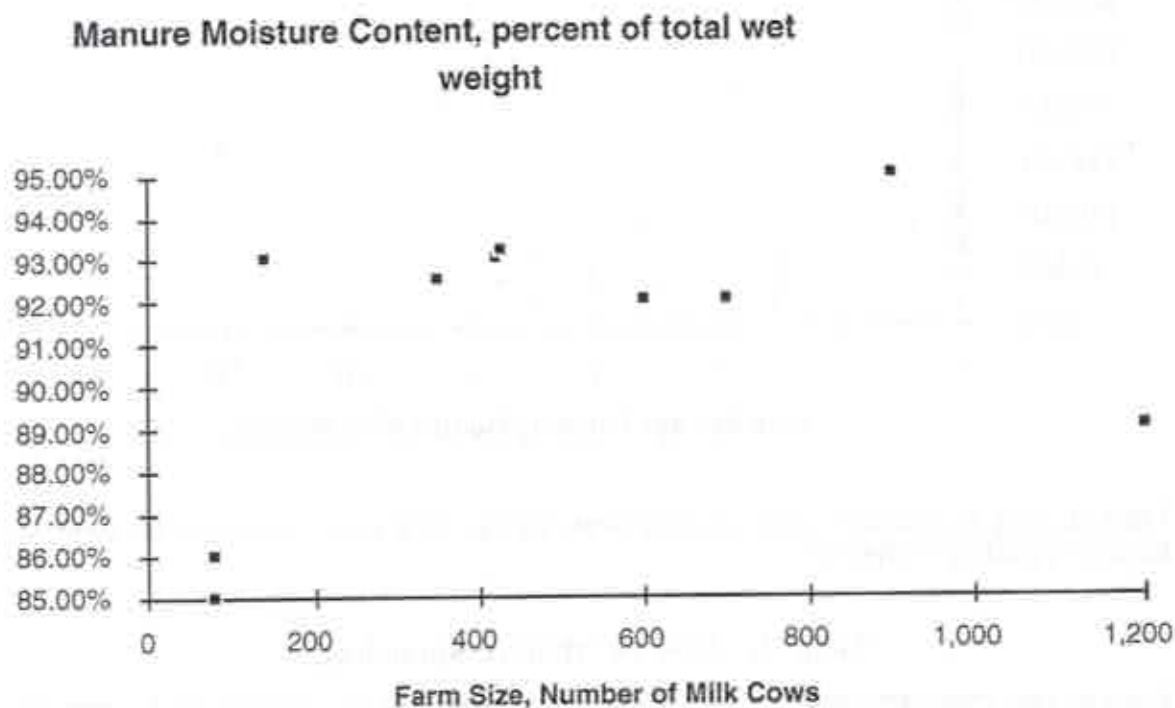 Manure Moisture Content, percent of total wet
weight
95.00%
94.00%
93.00%
92.00%
91.00%
90.00%
89.00%
88.00%
87.00%
86.00%
85.00%
0 200 400 600 800 1,000 1,200
Farm Size, Number of Milk Cows